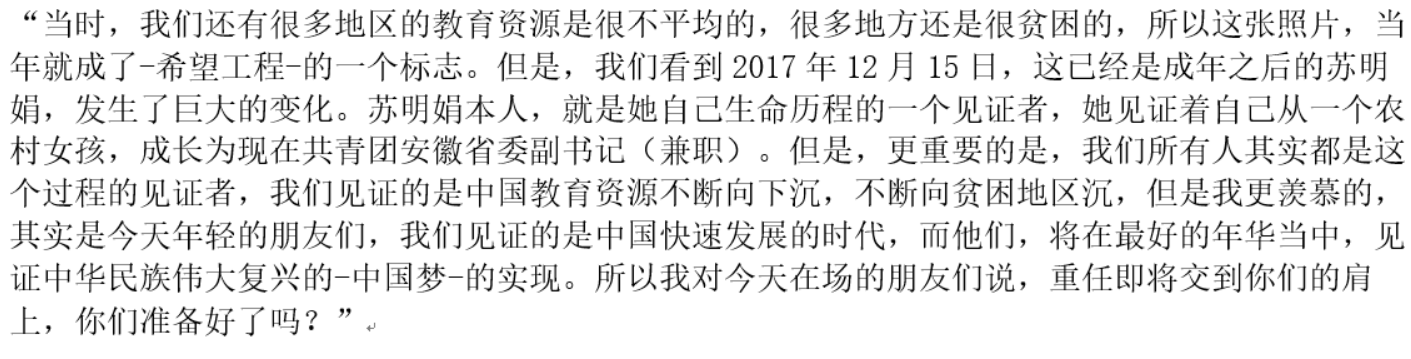 “当时，我们还有很多地区的教育资源是很不平均的，很多地方还是很贫困的，所以这张照片，当
年就成了-希望工程-的一个标志。但是，我们看到 2017 年 12 月 15 日，这已经是成年之后的苏明
娟，发生了巨大的变化。苏明娟本人，就是她自己生命历程的一个见证者，她见证着自己从一个农
村女孩，成长为现在共青团安徽省委副书记（兼职）。但是，更重要的是，我们所有人其实都是这
个过程的见证者，我们见证的是中国教育资源不断向下沉，不断向贫困地区沉，但是我更羡慕的，
其实是今天年轻的朋友们，我们见证的是中国快速发展的时代，而他们，将在最好的年华当中，见
证中华民族伟大复兴的-中国梦-的实现。所以我对今天在场的朋友们说，重任即将交到你们的肩
上，你们准备好了吗？”